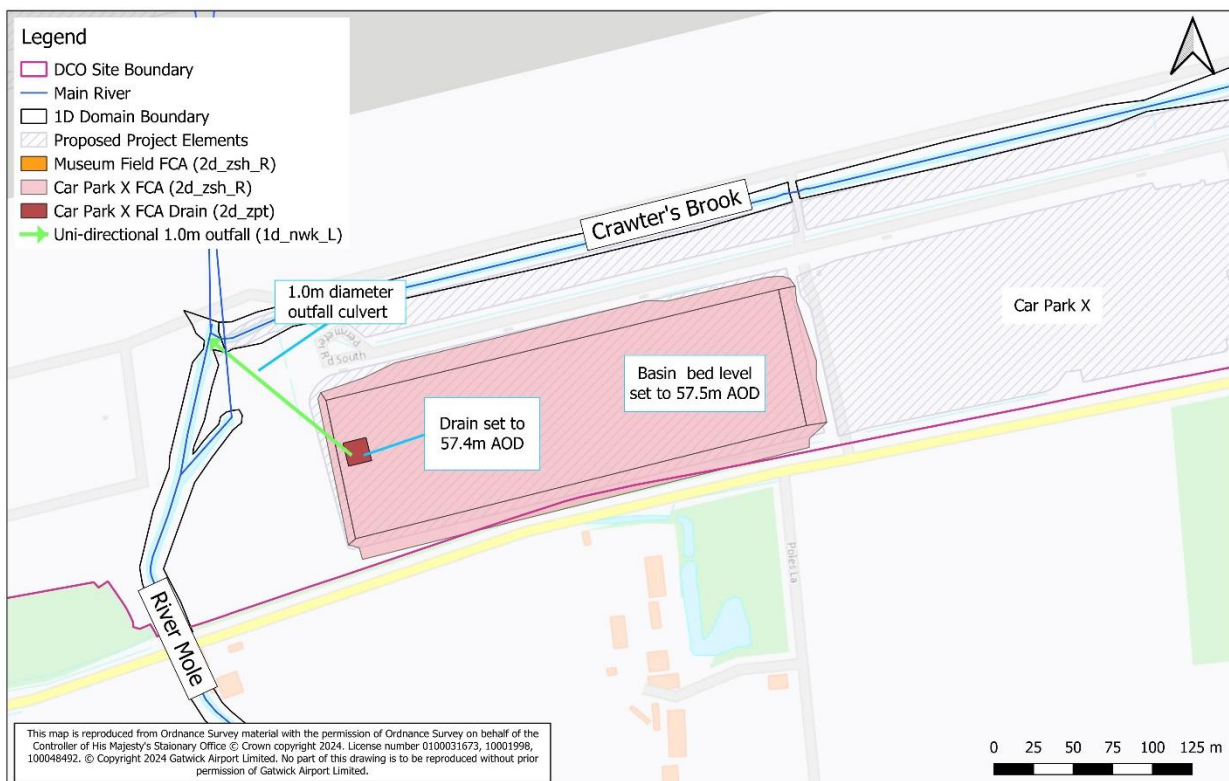 Legend
DCO Site Boundary
Main River
1D Domain Boundary
Proposed Project Elements
Museum Field FCA (2d_zsh_R)
Car Park X FCA (2d_zsh_R)
Car Park X FCA Drain (2d_zpt)
Uni-directional 1.0m outfall (1d_nwk_L)
Crawter's Brook
1.0m diameter
outfall culvert
Car Park X
d South
Basin bed level
set to 57.5m AOD
Drain set to
57.4m AOD
Poles La
River Mole
This map is reproduced from Ordnance Survey material with the permission of Ordnance Survey on behalf of the
Controller of His Majesty's Staionary Office © Crown copyright 2024. License number 0100031673, 10001998,
100048492. © Copyright 2024 Gatwick Airport Limited. No part of this drawing is to be reproduced without prior
permission of Gatwick Airport Limited.
0 25 50 75 100 125 m